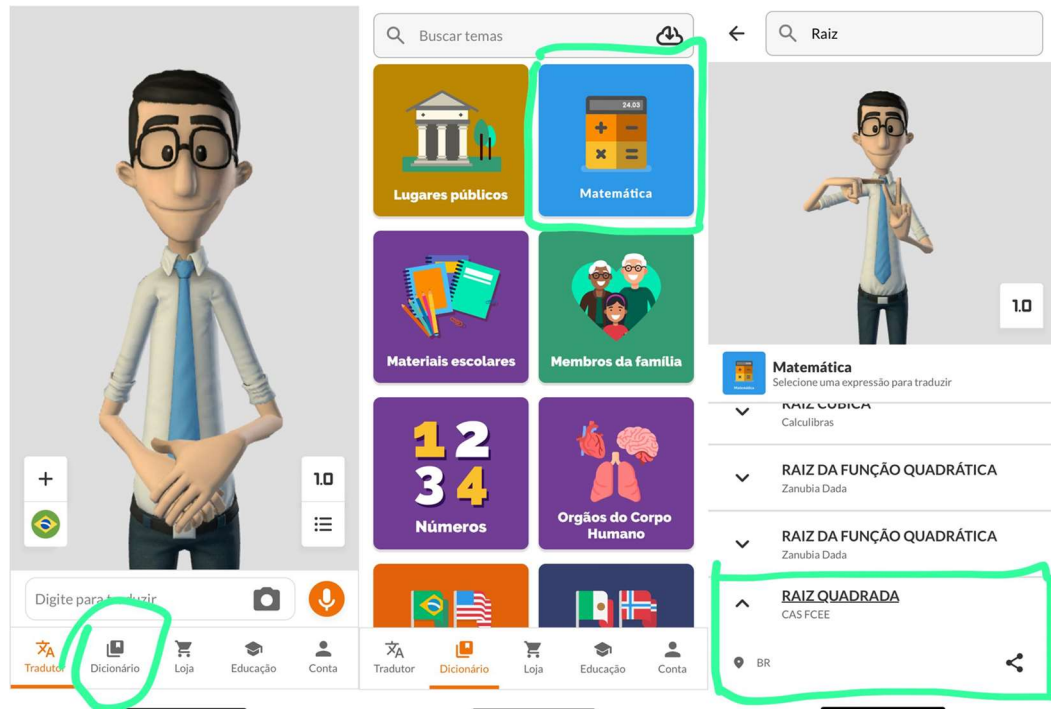 1.0
Digite para traduzir
Tradutor
Dicionário
Loja
Educação
Conta
Buscar temas
24.03
Lugares públicos
Matemática
Materiais escolares
Membros da família
1 2
3 4
Números
Orgãos do Corpo
Humano
Tradutor
Dicionário
Loja
Educação
Conta
Raiz
1.0
Matemática
Selecione uma expressão para traduzir
Matemática
RAIZ CÚBICA
Calculibras
RAIZ DA FUNÇÃO QUADRÁTICA
Zanubia Dada
RAIZ DA FUNÇÃO QUADRÁTICA
Zanubia Dada
RAIZ QUADRADA
CAS FCEE
BR